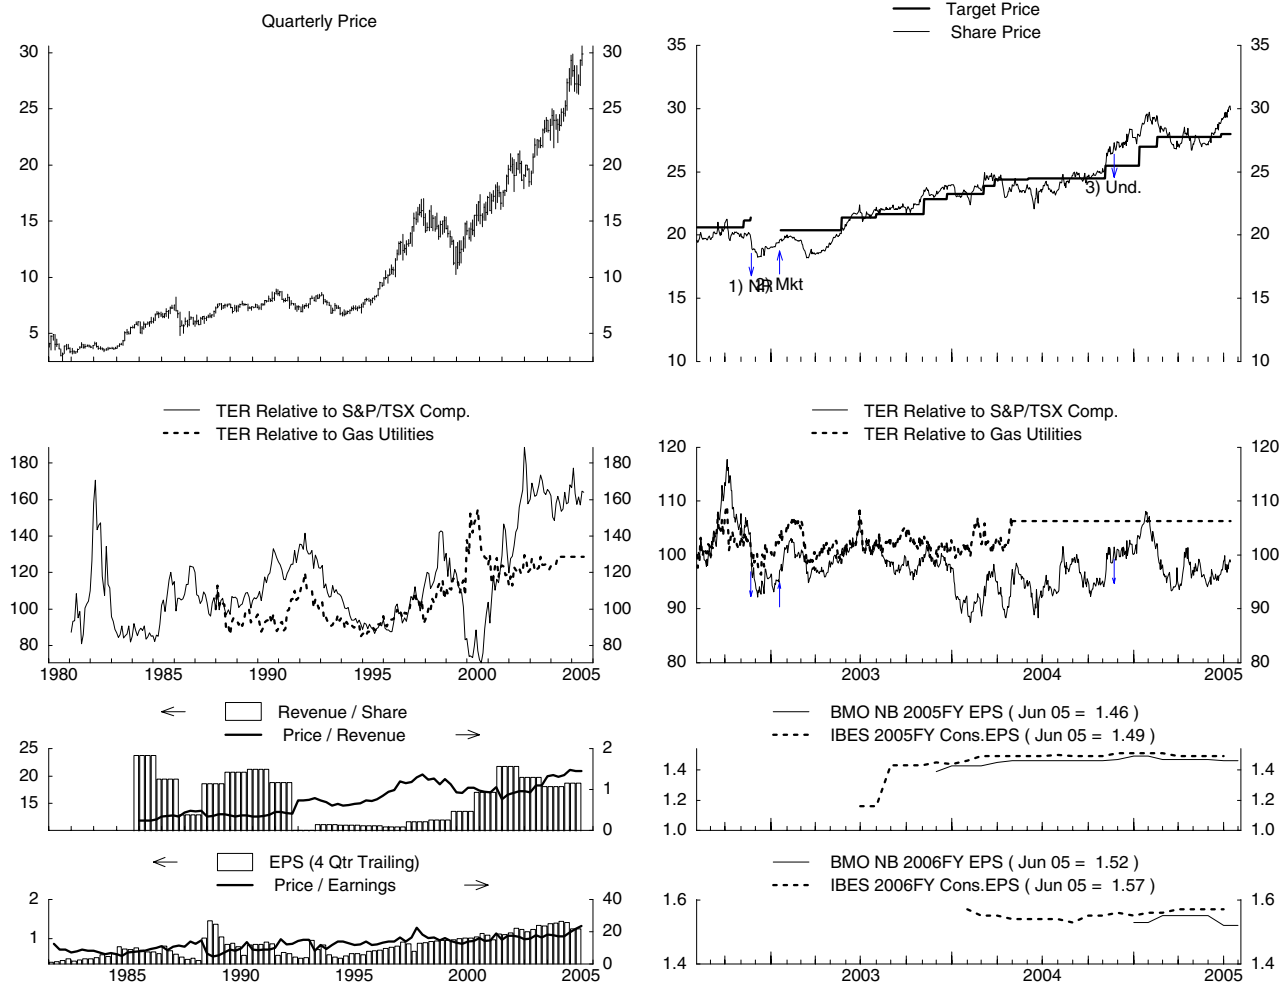 Quarterly Price
30 30
25 25
20 20
15 15
10 10
5 5
Target Price
Share Price
35 35
30 30
25 25
3) Und.
20 20
1) NR 2) Mkt
15 15
10 10
TER Relative to S&P/TSX Comp.
TER Relative to Gas Utilities
180 180
160 160
140 140
120 120
100 100
80 80
1980 1985 1990 1995 2000 2005
TER Relative to S&P/TSX Comp.
TER Relative to Gas Utilities
120 120
110 110
100 100
90 90
80 80
2003 2004 2005
Revenue / Share
Price / Revenue
25 2
20 1
15
0
BMO NB 2005FY EPS ( Jun 05 = 1.46 )
IBES 2005FY Cons.EPS ( Jun 05 = 1.49 )
1.4 1.4
1.2 1.2
1.0 1.0
EPS (4 Qtr Trailing)
Price / Earnings
2 40
1 20
0
1985 1990 1995 2000 2005
BMO NB 2006FY EPS ( Jun 05 = 1.52 )
IBES 2006FY Cons.EPS ( Jun 05 = 1.57 )
1.6 1.6
1.4 1.4
2003 2004 2005